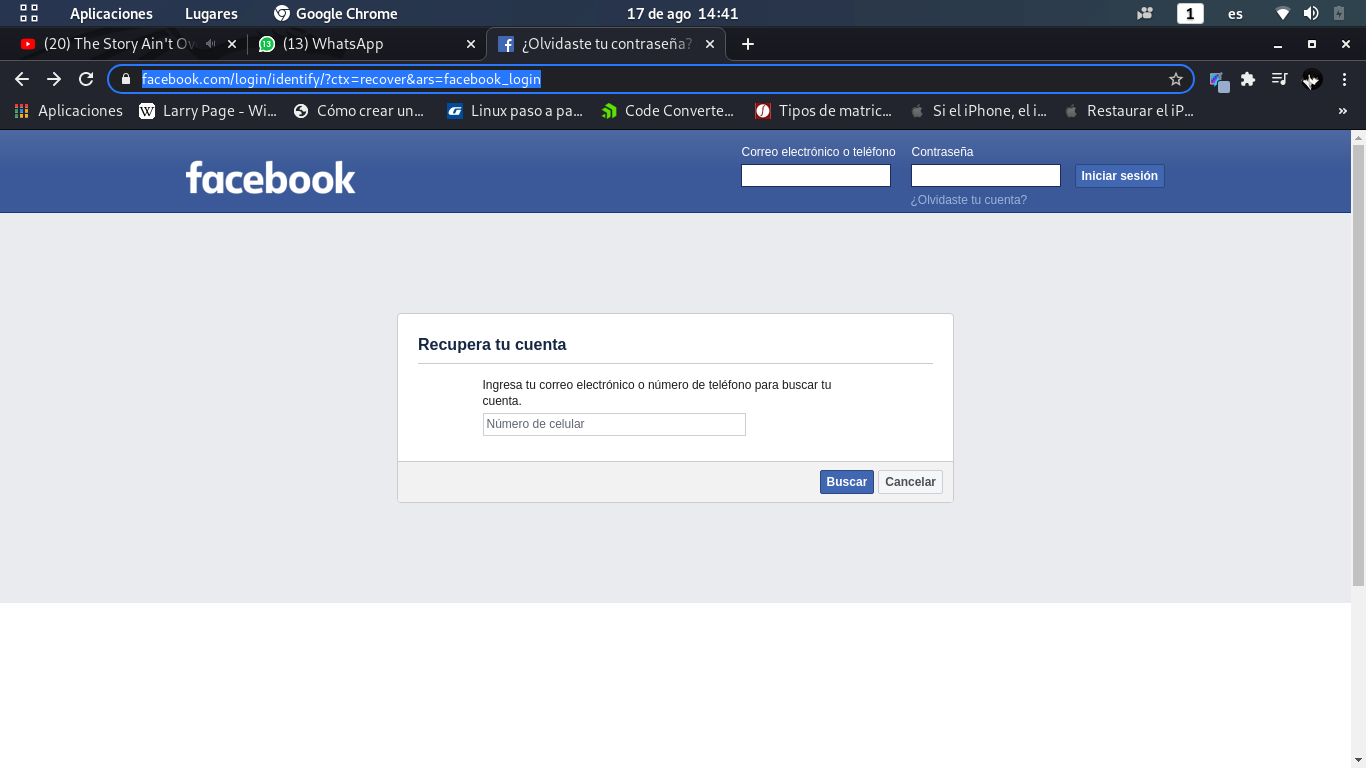 Aplicaciones Lugares Google Chrome 17 de ago 14:41 1 es
(20) The Story Ain't Ov (13) WhatsApp ¿Olvidaste tu contraseña?
facebook.com/login/identify/?ctx=recover&ars=facebook_login
Aplicaciones Larry Page - Wi... Cómo crear un... Linux paso a pa... Code Converte... Tipos de matric... Si el iPhone, el i... Restaurar el iP... »
Correo electrónico o teléfono Contraseña
facebook Iniciar sesión
¿Olvidaste tu cuenta?
Recupera tu cuenta
Ingresa tu correo electrónico o número de teléfono para buscar tu
cuenta.
Número de celular
Buscar Cancelar